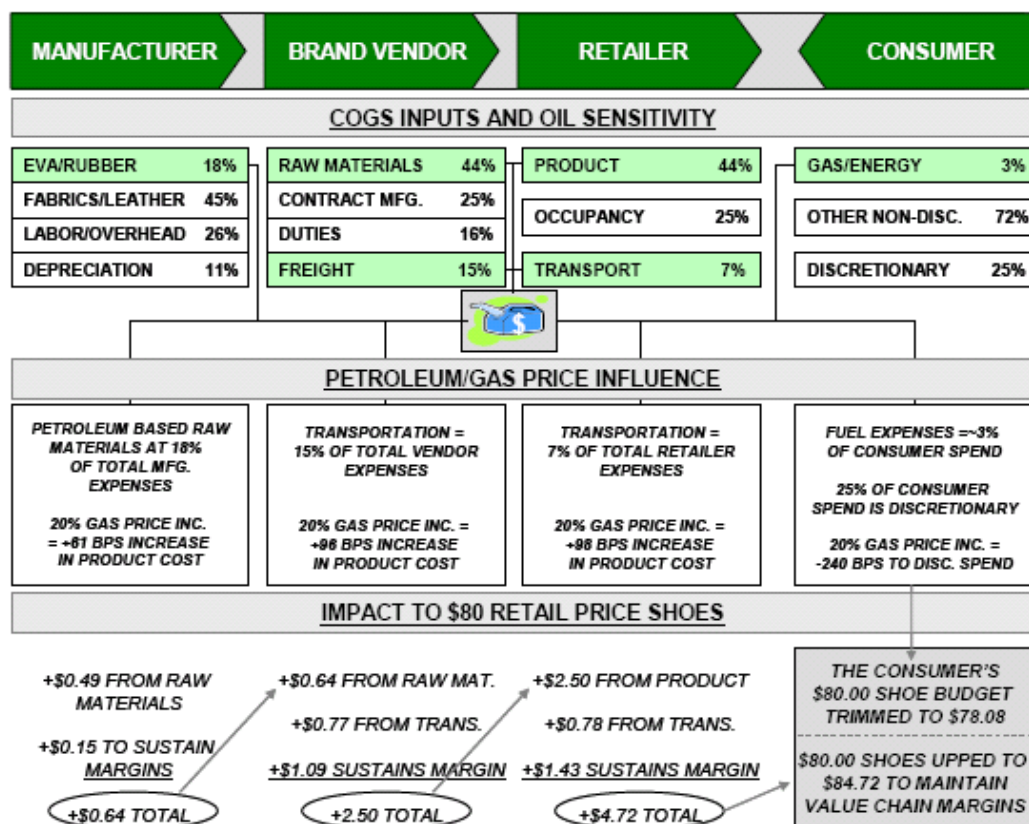 MANUFACTURER
BRAND VENDOR
RETAILER
CONSUMER
COGS INPUTS AND OIL SENSITIVITY
EVA/RUBBER 18%
FABRICS/LEATHER 45%
LABOR/OVERHEAD 26%
DEPRECIATION 11%
RAW MATERIALS 44%
CONTRACT MFG. 25%
DUTIES 16%
FREIGHT 15%
PRODUCT 44%
OCCUPANCY 25%
TRANSPORT 7%
GAS/ENERGY 3%
OTHER NON-DISC. 72%
DISCRETIONARY 25%
$
PETROLEUM/GAS PRICE INFLUENCE
PETROLEUM BASED RAW
MATERIALS AT 18%
OF TOTAL MFG.
EXPENSES
20% GAS PRICE INC.
= +61 BPS INCREASE
IN PRODUCT COST
TRANSPORTATION =
15% OF TOTAL VENDOR
EXPENSES
20% GAS PRICE INC. =
+96 BPS INCREASE
IN PRODUCT COST
TRANSPORTATION =
7% OF TOTAL RETAILER
EXPENSES
20% GAS PRICE INC. =
+98 BPS INCREASE
IN PRODUCT COST
FUEL EXPENSES =~3%
OF CONSUMER SPEND
25% OF CONSUMER
SPEND IS DISCRETIONARY
20% GAS PRICE INC. =
-240 BPS TO DISC. SPEND
IMPACT TO $80 RETAIL PRICE SHOES
+$0.49 FROM RAW
MATERIALS
+$0.15 TO SUSTAIN
MARGINS
+$0.64 TOTAL
+$0.64 FROM RAW MAT.
+$0.77 FROM TRANS.
+$1.09 SUSTAINS MARGIN
+2.50 TOTAL
+$2.50 FROM PRODUCT
+$0.78 FROM TRANS.
+$1.43 SUSTAINS MARGIN
+$4.72 TOTAL
THE CONSUMER'S
$80.00 SHOE BUDGET
TRIMMED TO $78.08
$80.00 SHOES UPPED TO
$84.72 TO MAINTAIN
VALUE CHAIN MARGINS